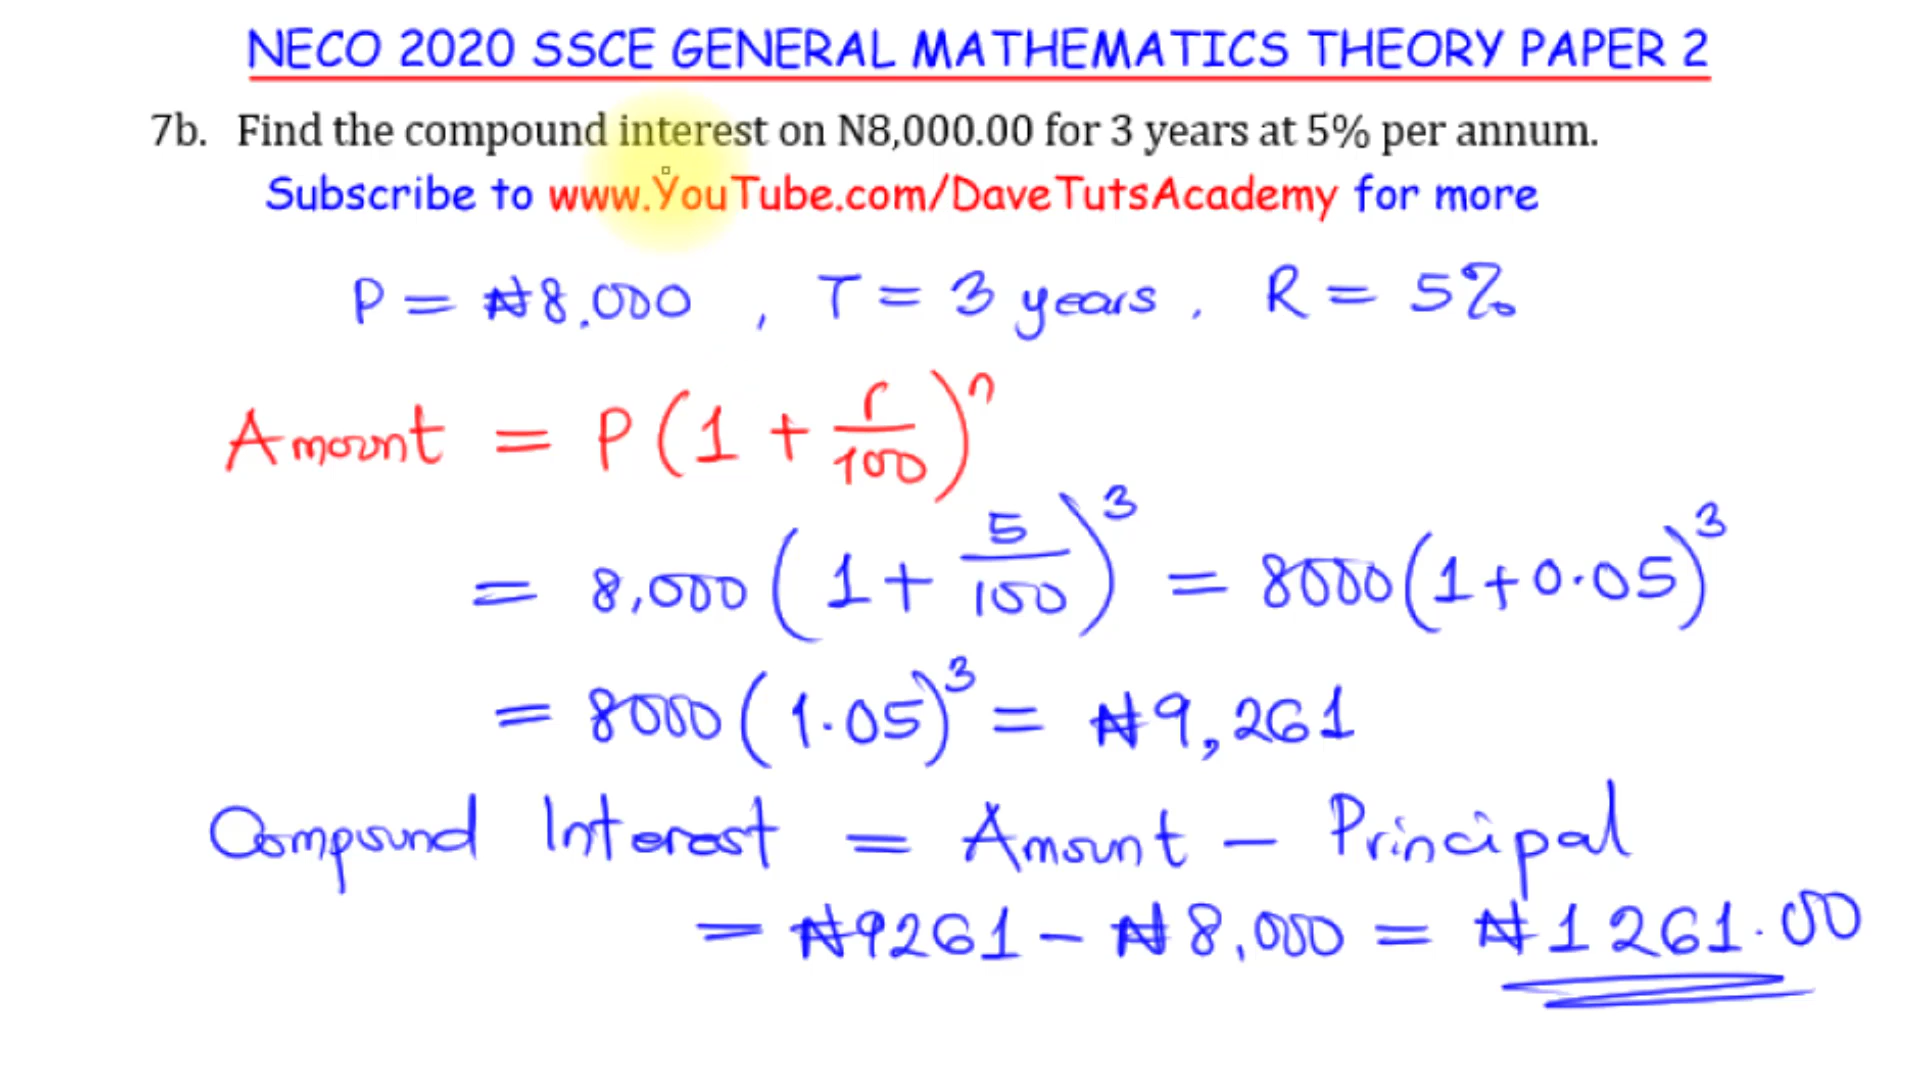 NECO 2020 SSCE GENERAL MATHEMATICS THEORY PAPER 2
7b. Find the compound interest on N8,000.00 for 3 years at 5% per annum.
Subscribe to www.YouTube.com/DaveTutsAcademy for more
P = ₦8.000 , T = 3 years , R = 5%
Amount = P(1 + r/100)^n
= 8,000(1 + 5/100)^3 = 8000(1+0.05)^3
= 8000(1.05)^3 = ₦9,261
Compound Interest = Amount - Principal
= ₦9261 - ₦8,000 = ₦1261.00